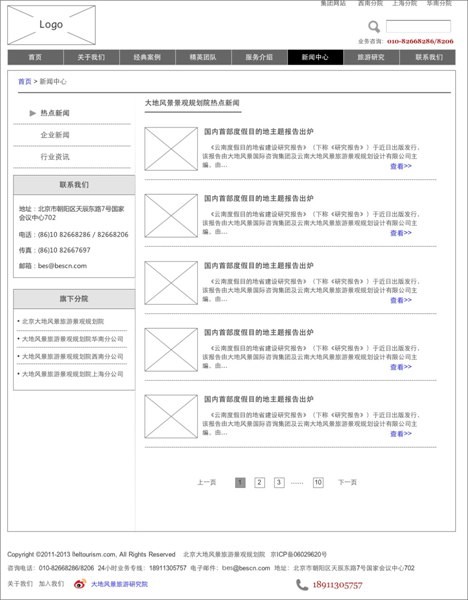 集团网站 西南分院 上海分院 华南分院
Logo
业务咨询: 010-82668286/8206
首页 关于我们 经典案例 精英团队 服务介绍 新闻中心 旅游研究 联系我们
首页 > 新闻中心
热点新闻
企业新闻
行业资讯
联系我们
地址：北京市朝阳区天辰东路7号国家
会议中心702
电话：(86)10 82668286 / 82668206
传真：(86)10 82667697
邮箱：bes@bescn.com
旗下分院
• 北京大地风景旅游景观规划院
• 大地风景旅游景观规划院华南分公司
• 大地风景旅游景观规划院西南分公司
• 大地风景旅游景观规划院上海分公司
大地风景景观规划院热点新闻
国内首部度假目的地主题报告出炉
《云南度假目的地省建设研究报告》（下称《研究报告》）于近日出版发行。
该报告由大地风景国际咨询集团及云南大地风景旅游景观规划设计有限公司主
编，由... 查看>>
国内首部度假目的地主题报告出炉
《云南度假目的地省建设研究报告》（下称《研究报告》）于近日出版发行。
该报告由大地风景国际咨询集团及云南大地风景旅游景观规划设计有限公司主
编，由... 查看>>
国内首部度假目的地主题报告出炉
《云南度假目的地省建设研究报告》（下称《研究报告》）于近日出版发行。
该报告由大地风景国际咨询集团及云南大地风景旅游景观规划设计有限公司主
编，由... 查看>>
国内首部度假目的地主题报告出炉
《云南度假目的地省建设研究报告》（下称《研究报告》）于近日出版发行。
该报告由大地风景国际咨询集团及云南大地风景旅游景观规划设计有限公司主
编，由... 查看>>
国内首部度假目的地主题报告出炉
《云南度假目的地省建设研究报告》（下称《研究报告》）于近日出版发行。
该报告由大地风景国际咨询集团及云南大地风景旅游景观规划设计有限公司主
编，由... 查看>>
上一页 1 2 3 ...... 10 下一页
Copyright ©2011-2013 lteltourism.com, All Rights Reserved 北京大地风景旅游景观规划院 京ICP备06029620号
咨询电话：010-82668286/8206 24小时业务专线：18911305757 电子邮件：bes@bescn.com 地址：北京市朝阳区天辰东路7号国家会议中心702
关于我们 加入我们 大地风景旅游研究院 18911305757